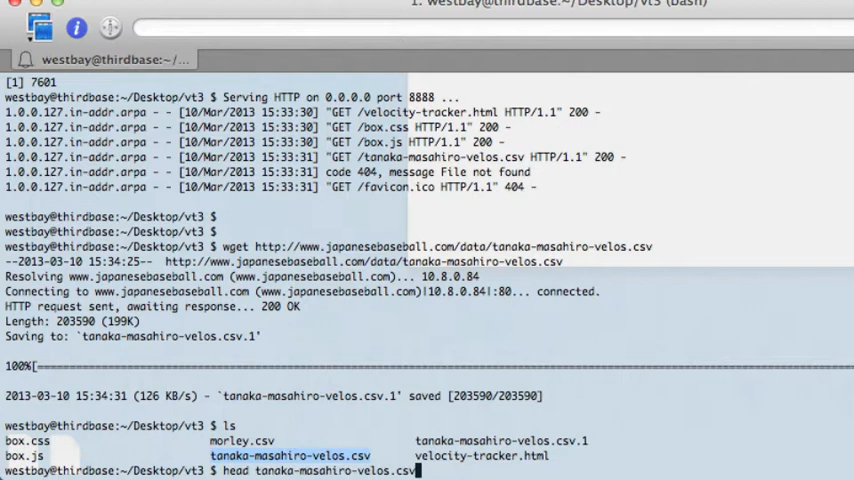 1. westbay@thirdbase:~/Desktop/vt3 (bash)
westbay@thirdbase:~/...
[1] 7601
westbay@thirdbase:~/Desktop/vt3 $ Serving HTTP on 0.0.0.0 port 8888 ...
1.0.0.127.in-addr.arpa - - [10/Mar/2013 15:33:30] "GET /velocity-tracker.html HTTP/1.1" 200 -
1.0.0.127.in-addr.arpa - - [10/Mar/2013 15:33:30] "GET /box.css HTTP/1.1" 200 -
1.0.0.127.in-addr.arpa - - [10/Mar/2013 15:33:30] "GET /box.js HTTP/1.1" 200 -
1.0.0.127.in-addr.arpa - - [10/Mar/2013 15:33:31] "GET /tanaka-masahiro-velos.csv HTTP/1.1" 200 -
1.0.0.127.in-addr.arpa - - [10/Mar/2013 15:33:31] code 404, message File not found
1.0.0.127.in-addr.arpa - - [10/Mar/2013 15:33:31] "GET /favicon.ico HTTP/1.1" 404 -
westbay@thirdbase:~/Desktop/vt3 $
westbay@thirdbase:~/Desktop/vt3 $
westbay@thirdbase:~/Desktop/vt3 $ wget http://www.japanesebaseball.com/data/tanaka-masahiro-velos.csv
--2013-03-10 15:34:25-- http://www.japanesebaseball.com/data/tanaka-masahiro-velos.csv
Resolving www.japanesebaseball.com (www.japanesebaseball.com)... 10.8.0.84
Connecting to www.japanesebaseball.com (www.japanesebaseball.com)|10.8.0.84|:80... connected.
HTTP request sent, awaiting response... 200 OK
Length: 203590 (199K)
Saving to: `tanaka-masahiro-velos.csv.1'
100%[==============================================================
2013-03-10 15:34:31 (126 KB/s) - `tanaka-masahiro-velos.csv.1' saved [203590/203590]
westbay@thirdbase:~/Desktop/vt3 $ ls
box.css morley.csv tanaka-masahiro-velos.csv.1
box.js tanaka-masahiro-velos.csv velocity-tracker.html
westbay@thirdbase:~/Desktop/vt3 $ head tanaka-masahiro-velos.csv